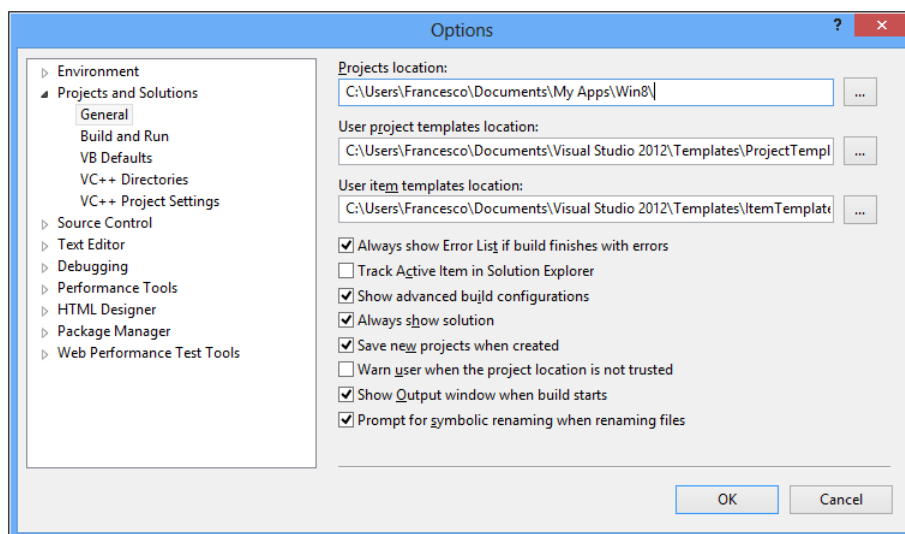 Options
?
×
Environment
Projects and Solutions
General
Build and Run
VB Defaults
VC++ Directories
VC++ Project Settings
Source Control
Text Editor
Debugging
Performance Tools
HTML Designer
Package Manager
Web Performance Test Tools
Projects location:
C:\Users\Francesco\Documents\My Apps\Win8\
...
User project templates location:
C:\Users\Francesco\Documents\Visual Studio 2012\Templates\ProjectTempl
...
User item templates location:
C:\Users\Francesco\Documents\Visual Studio 2012\Templates\ItemTemplate
...
Always show Error List if build finishes with errors
Track Active Item in Solution Explorer
Show advanced build configurations
Always show solution
Save new projects when created
Warn user when the project location is not trusted
Show Output window when build starts
Prompt for symbolic renaming when renaming files
OK
Cancel